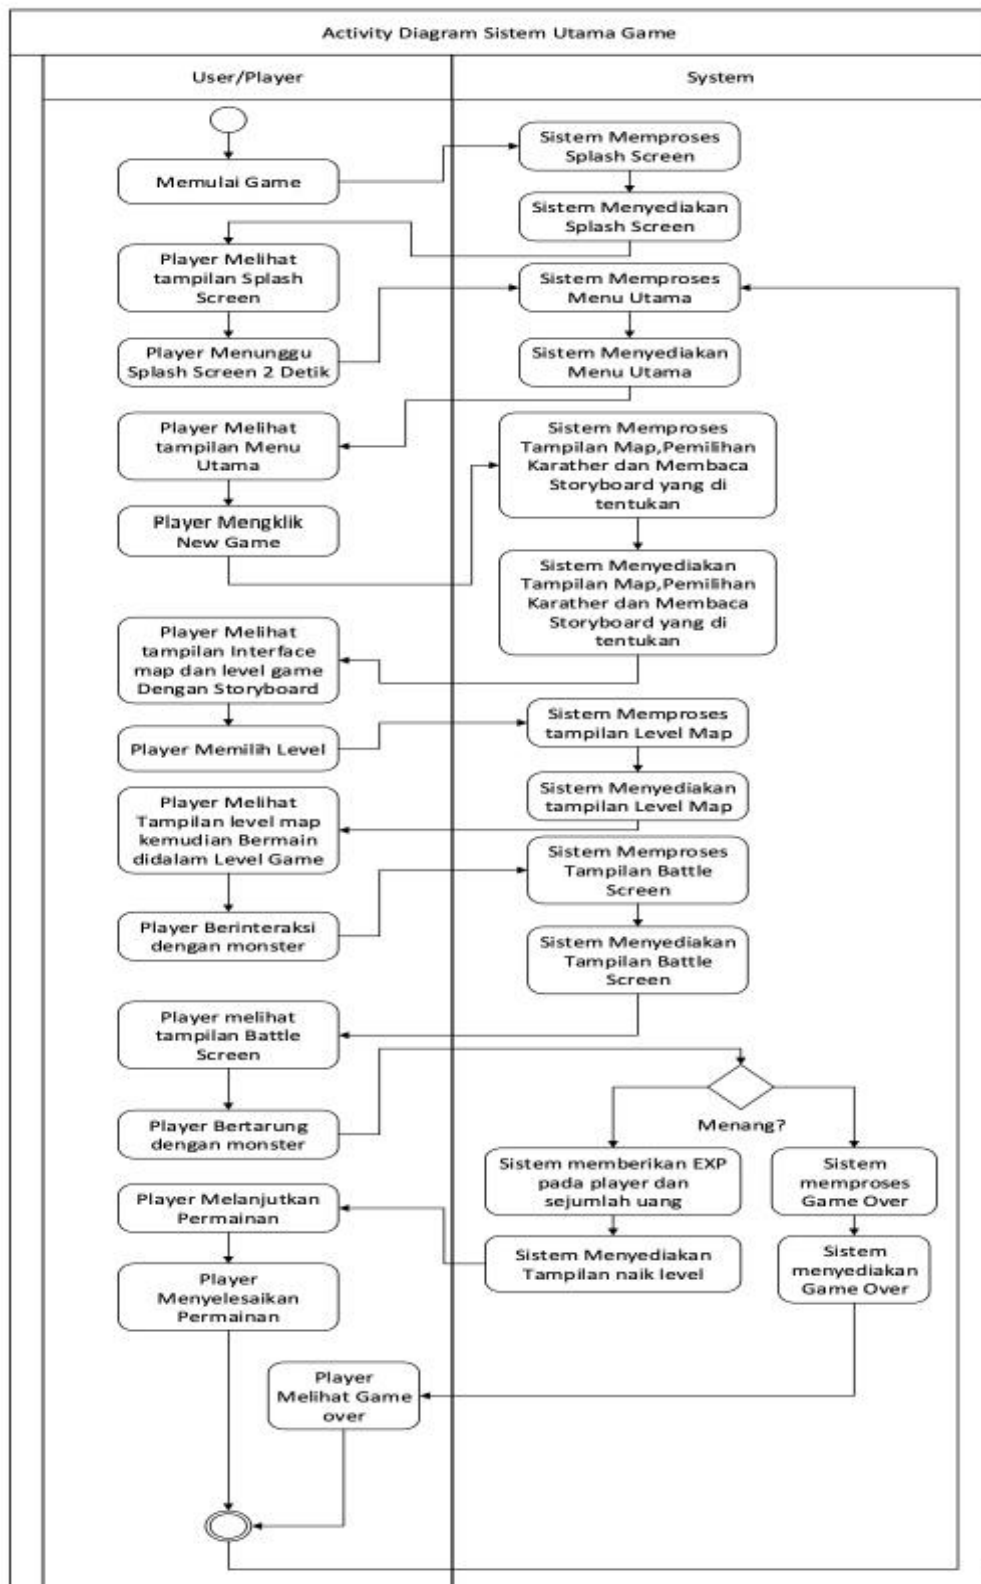 Activity Diagram Sistem Utama Game
User/Player
System
Memulai Game
Sistem Memproses
Splash Screen
Sistem Menyediakan
Splash Screen
Player Melihat
tampilan Splash
Screen
Player Menunggu
Splash Screen 2 Detik
Sistem Memproses
Menu Utama
Sistem Menyediakan
Menu Utama
Player Melihat
tampilan Menu
Utama
Player Mengklik
New Game
Sistem Memproses
Tampilan Map,Pemilihan
Karather dan Membaca
Storyboard yang di
tentukan
Sistem Menyediakan
Tampilan Map,Pemilihan
Karather dan Membaca
Storyboard yang di
tentukan
Player Melihat
tampilan Interface
map dan level game
Dengan Storyboard
Player Memilih Level
Sistem Memproses
tampilan Level Map
Sistem Menyediakan
tampilan Level Map
Player Melihat
Tampilan level map
kemudian Bermain
didalam Level Game
Player Berinteraksi
dengan monster
Sistem Memproses
Tampilan Battle
Screen
Sistem Menyediakan
Tampilan Battle
Screen
Player melihat
tampilan Battle
Screen
Player Bertarung
dengan monster
Menang?
Sistem memberikan EXP
pada player dan
sejumlah uang
Sistem
memproses
Game Over
Sistem Menyediakan
Tampilan naik level
Sistem
menyediakan
Game Over
Player Melanjutkan
Permainan
Player
Menyelesaikan
Permainan
Player
Melihat Game
over